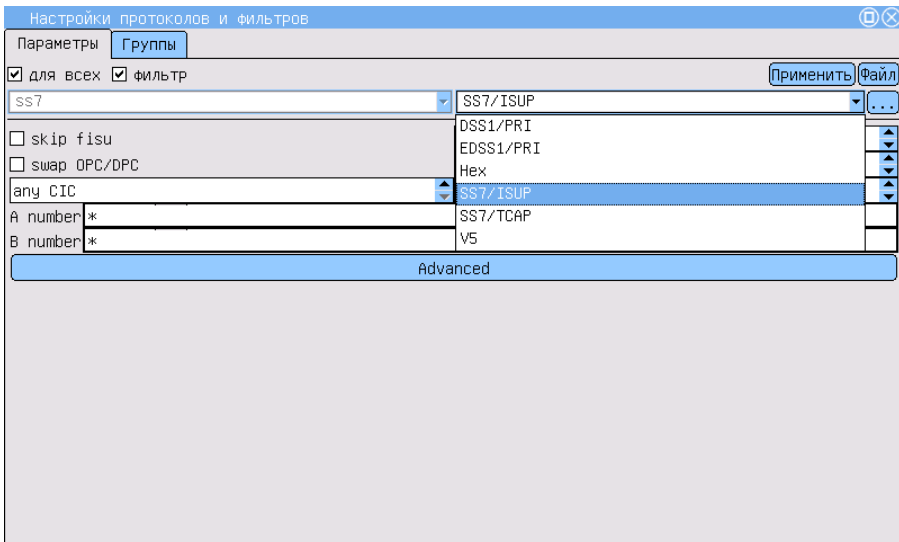 Настройки протоколов и фильтров
Параметры Группы
для всех фильтр Применить Файл
ss7 SS7/ISUP ...
DSS1/PRI
skip fisu
EDSS1/PRI
swap OPC/DPC
Hex
any CIC SS7/ISUP
A number * SS7/TCAP
B number * V5
Advanced